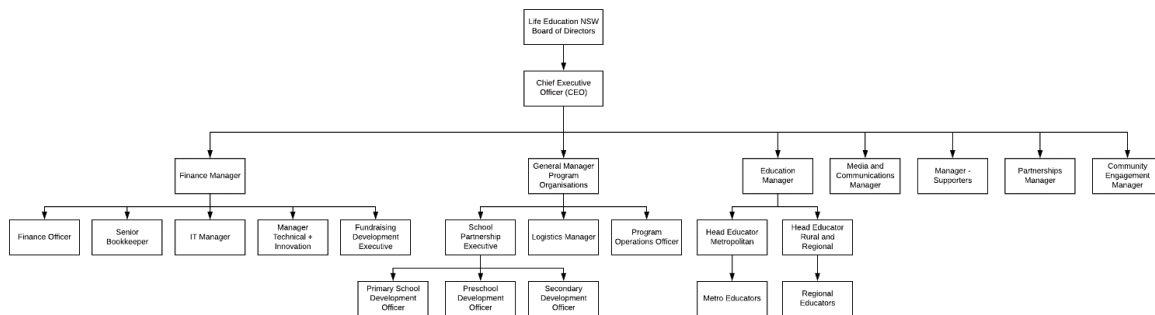 Life Education NSW
Board of Directors
Chief Executive
Officer (CEO)
Finance Manager
General Manager
Program
Organisations
Education
Manager
Media and
Communications
Manager
Manager -
Supporters
Partnerships
Manager
Community
Engagement
Manager
Finance Officer
Senior
Bookkeeper
IT Manager
Manager
Technical +
Innovation
Fundraising
Development
Executive
School
Partnership
Executive
Logistics Manager
Program
Operations Officer
Head Educator
Metropolitan
Head Educator
Rural and
Regional
Primary School
Development
Officer
Preschool
Development
Officer
Secondary
Development
Officer
Metro Educators
Regional
Educators